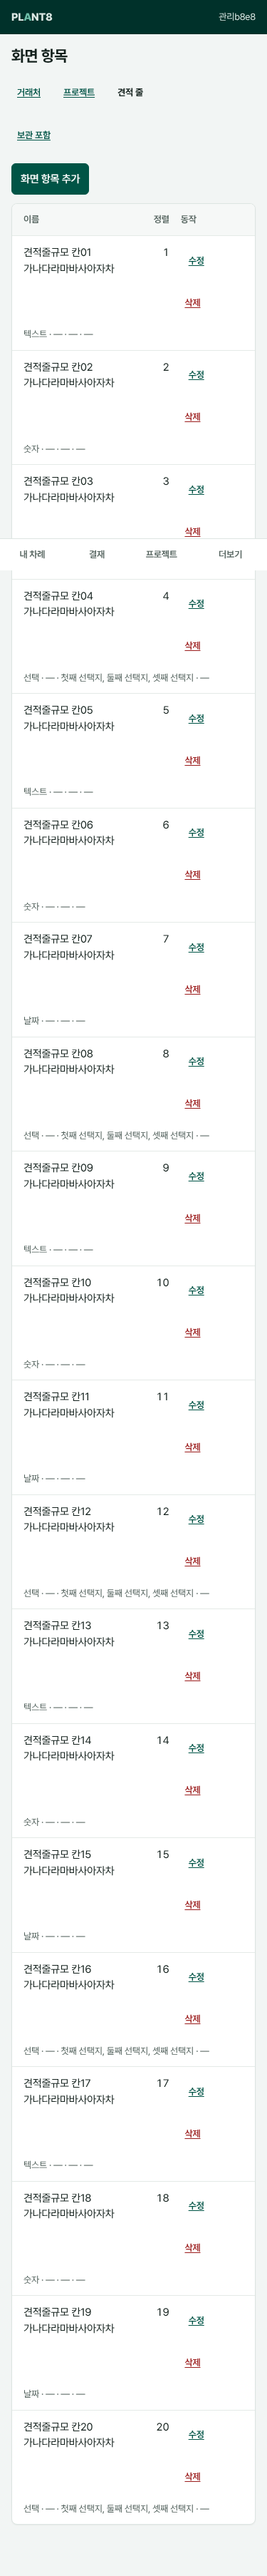 PLANT8 관리b8e8
화면 항목
거래처 프로젝트 견적 줄
보관 포함
화면 항목 추가
이름 정렬 동작
견적줄규모 칸01 1 수정
가나다라마바사아자차
삭제
텍스트 · — · — · —
견적줄규모 칸02 2 수정
가나다라마바사아자차
삭제
숫자 · — · — · —
견적줄규모 칸03 3 수정
가나다라마바사아자차
삭제
내 차례 결재 프로젝트 더보기
견적줄규모 칸04 4 수정
가나다라마바사아자차
삭제
선택 · — · 첫째 선택지, 둘째 선택지, 셋째 선택지 · —
견적줄규모 칸05 5 수정
가나다라마바사아자차
삭제
텍스트 · — · — · —
견적줄규모 칸06 6 수정
가나다라마바사아자차
삭제
숫자 · — · — · —
견적줄규모 칸07 7 수정
가나다라마바사아자차
삭제
날짜 · — · — · —
견적줄규모 칸08 8 수정
가나다라마바사아자차
삭제
선택 · — · 첫째 선택지, 둘째 선택지, 셋째 선택지 · —
견적줄규모 칸09 9 수정
가나다라마바사아자차
삭제
텍스트 · — · — · —
견적줄규모 칸10 10 수정
가나다라마바사아자차
삭제
숫자 · — · — · —
견적줄규모 칸11 11 수정
가나다라마바사아자차
삭제
날짜 · — · — · —
견적줄규모 칸12 12 수정
가나다라마바사아자차
삭제
선택 · — · 첫째 선택지, 둘째 선택지, 셋째 선택지 · —
견적줄규모 칸13 13 수정
가나다라마바사아자차
삭제
텍스트 · — · — · —
견적줄규모 칸14 14 수정
가나다라마바사아자차
삭제
숫자 · — · — · —
견적줄규모 칸15 15 수정
가나다라마바사아자차
삭제
날짜 · — · — · —
견적줄규모 칸16 16 수정
가나다라마바사아자차
삭제
선택 · — · 첫째 선택지, 둘째 선택지, 셋째 선택지 · —
견적줄규모 칸17 17 수정
가나다라마바사아자차
삭제
텍스트 · — · — · —
견적줄규모 칸18 18 수정
가나다라마바사아자차
삭제
숫자 · — · — · —
견적줄규모 칸19 19 수정
가나다라마바사아자차
삭제
날짜 · — · — · —
견적줄규모 칸20 20 수정
가나다라마바사아자차
삭제
선택 · — · 첫째 선택지, 둘째 선택지, 셋째 선택지 · —